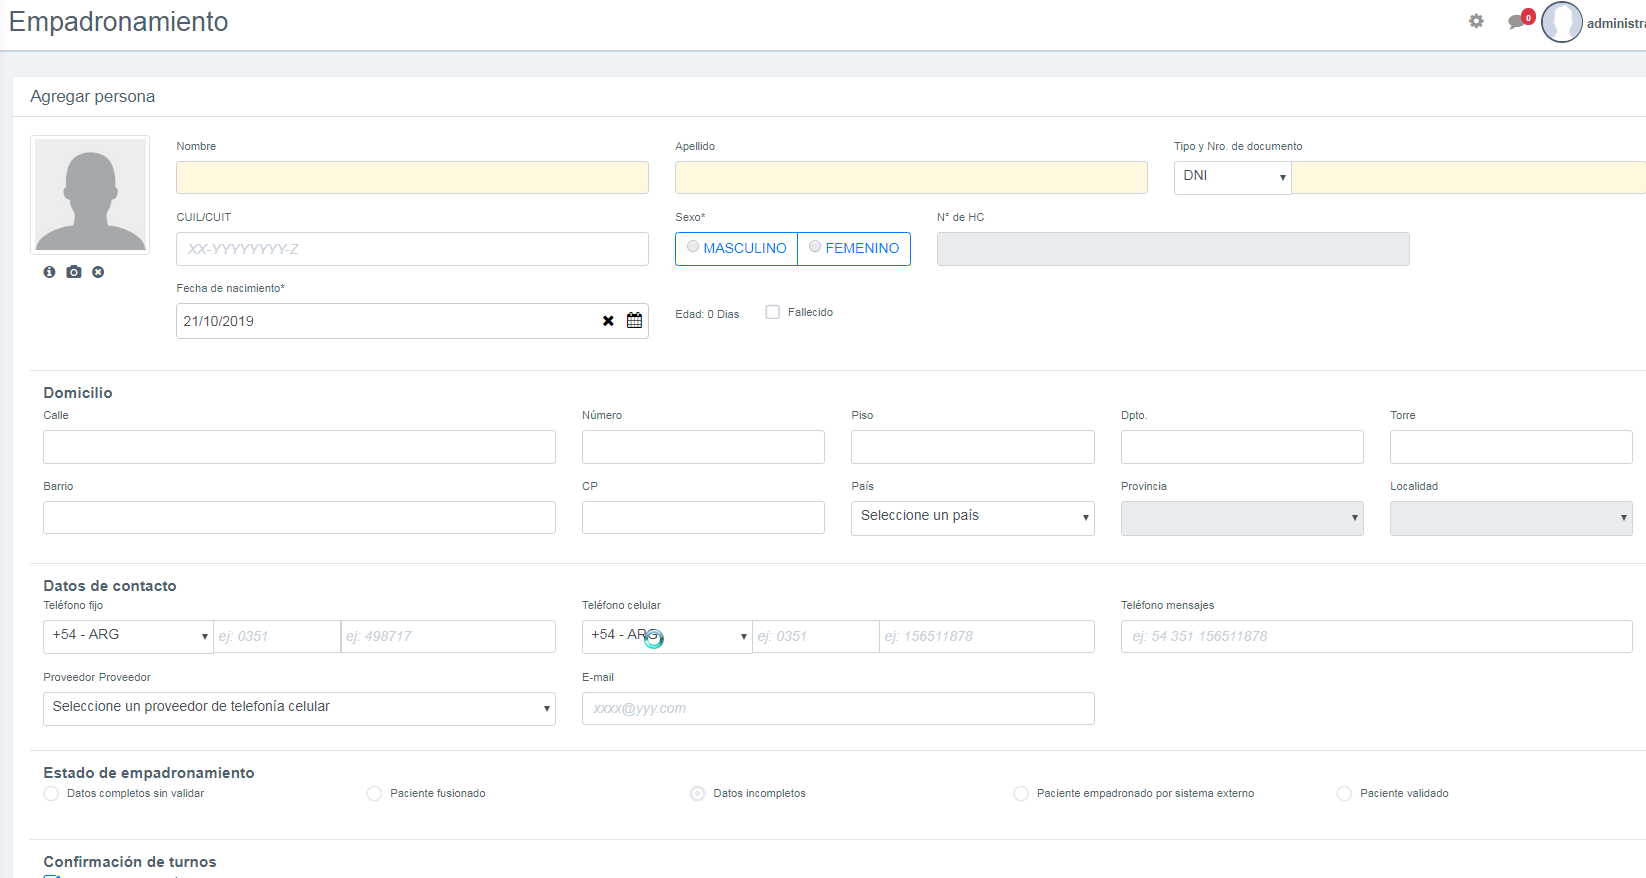 Empadronamiento
0
Agregar persona
Nombre
Apellido
Tipo y Nro. de documento
DNI
CUIL/CUIT
Sexo*
N° de HC
XX-YYYYYYYY-Z
MASCULINO
FEMENINO
Fecha de nacimiento*
21/10/2019
Edad: 0 Dias
Fallecido
Domicilio
Calle
Número
Piso
Dpto.
Torre
Barrio
CP
País
Provincia
Localidad
Seleccione un país
Datos de contacto
Teléfono fijo
Teléfono celular
Teléfono mensajes
+54 - ARG
ej: 0351
ej: 498717
+54 - ARG
ej: 0351
ej: 156511878
ej: 54 351 156511878
Proveedor Proveedor
E-mail
Seleccione un proveedor de telefonía celular
xxxx@yyy.com
Estado de empadronamiento
Datos completos sin validar
Paciente fusionado
Datos incompletos
Paciente empadronado por sistema externo
Paciente validado
Confirmación de turnos